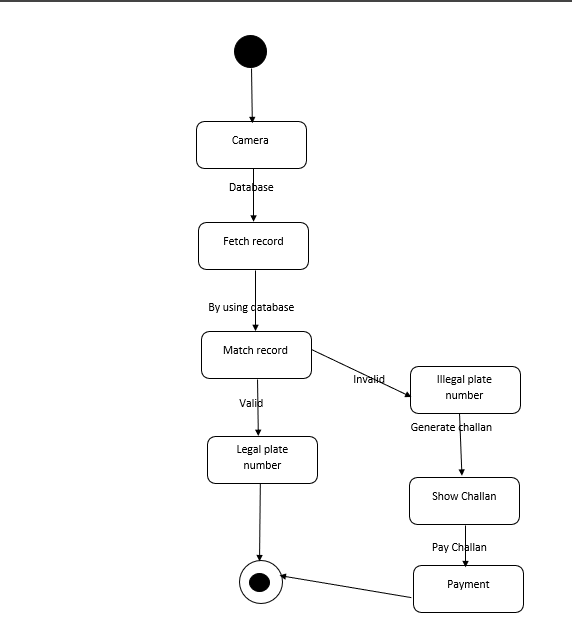 Camera
Database
Fetch record
By using database
Match record
Invalid
Illegal plate
number
Valid
Generate challan
Legal plate
number
Show Challan
Pay Challan
Payment